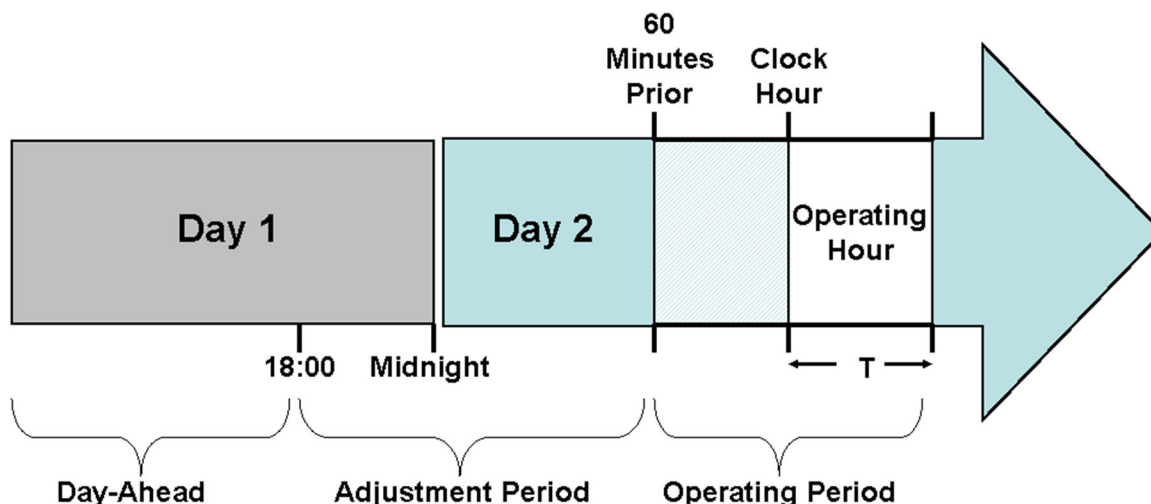 60
Minutes
Prior
Clock
Hour
Day 1
Day 2
Operating
Hour
18:00
Midnight
T
Day-Ahead
Adjustment Period
Operating Period